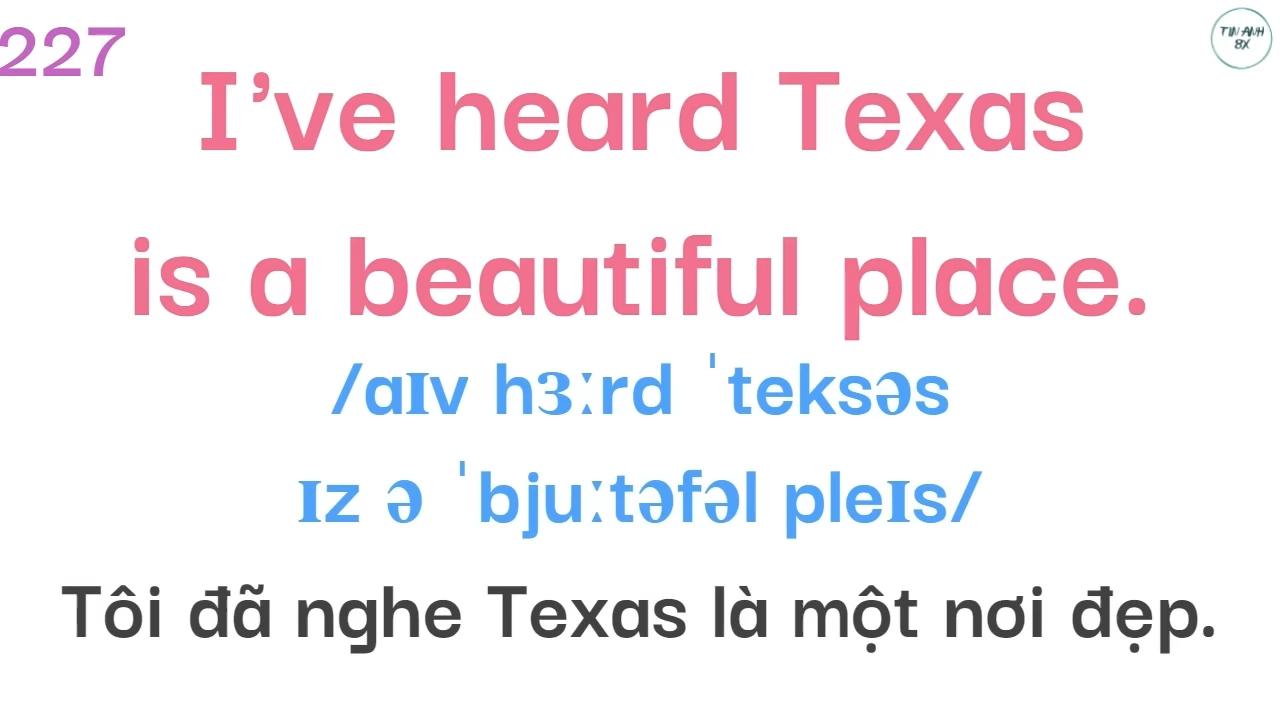 227
TIN ANH
8X
I've heard Texas
is a beautiful place.
/aɪv hɜːrd ˈteksəs
ɪz ə ˈbjuːtəfəl pleɪs/
Tôi đã nghe Texas là một nơi đẹp.